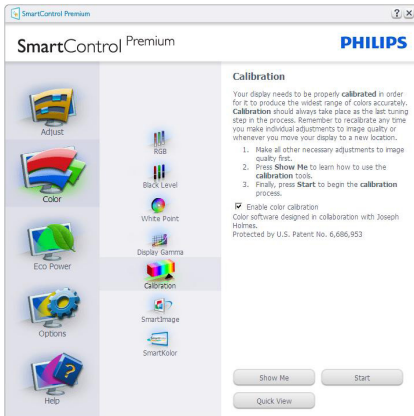 SmartControl Premium
SmartControl Premium
PHILIPS
Adjust
Color
Eco Power
Options
Help
RGB
Black Level
White Point
Display Gamma
Calibration
SmartImage
SmartKolor
Calibration
Your display needs to be properly calibrated in order
for it to produce the widest range of colors accurately.
Calibration should always take place as the last tuning
step in the process. Remember to recalibrate any time
you make individual adjustments to image quality or
whenever you move your display to a new location.
1. Make all other necessary adjustments to image
quality first.
2. Press Show Me to learn how to use the
calibration tools.
3. Finally, press Start to begin the calibration
process.
Enable color calibration
Color software designed in collaboration with Joseph
Holmes.
Protected by U.S. Patent No. 6,686,953
Show Me
Start
Quick View